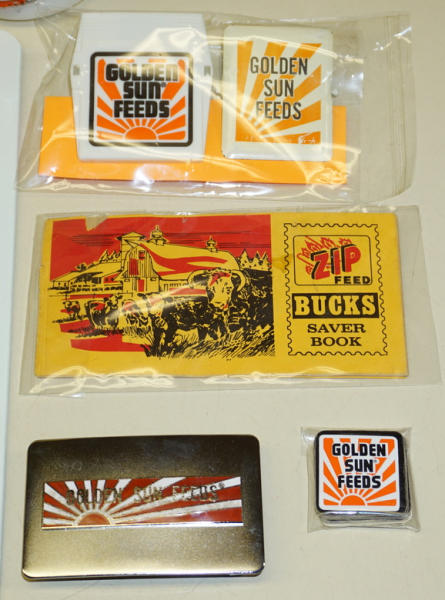 GOLDEN
SUN®
FEEDS
GOLDEN
SUN
FEEDS
ZIP
FEED
BUCKS
SAVER
BOOK
GOLDEN SUN FEEDS®
GOLDEN
SUN®
FEEDS